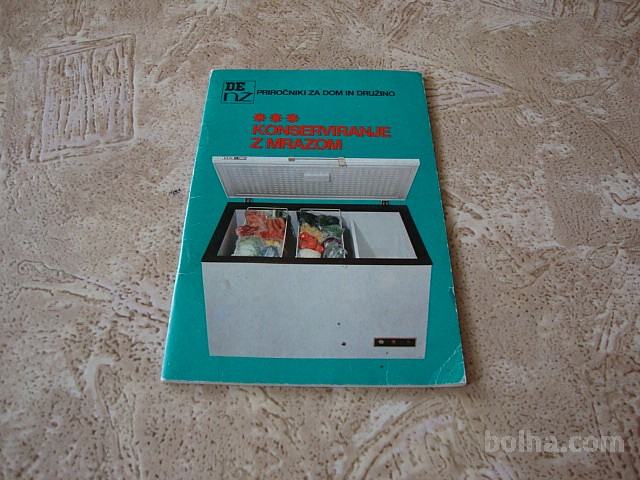 DE
NZ
PRIROČNIKI ZA DOM IN DRUŽINO
***
KONSERVIRANJE
Z MRAZOM
bolha.com